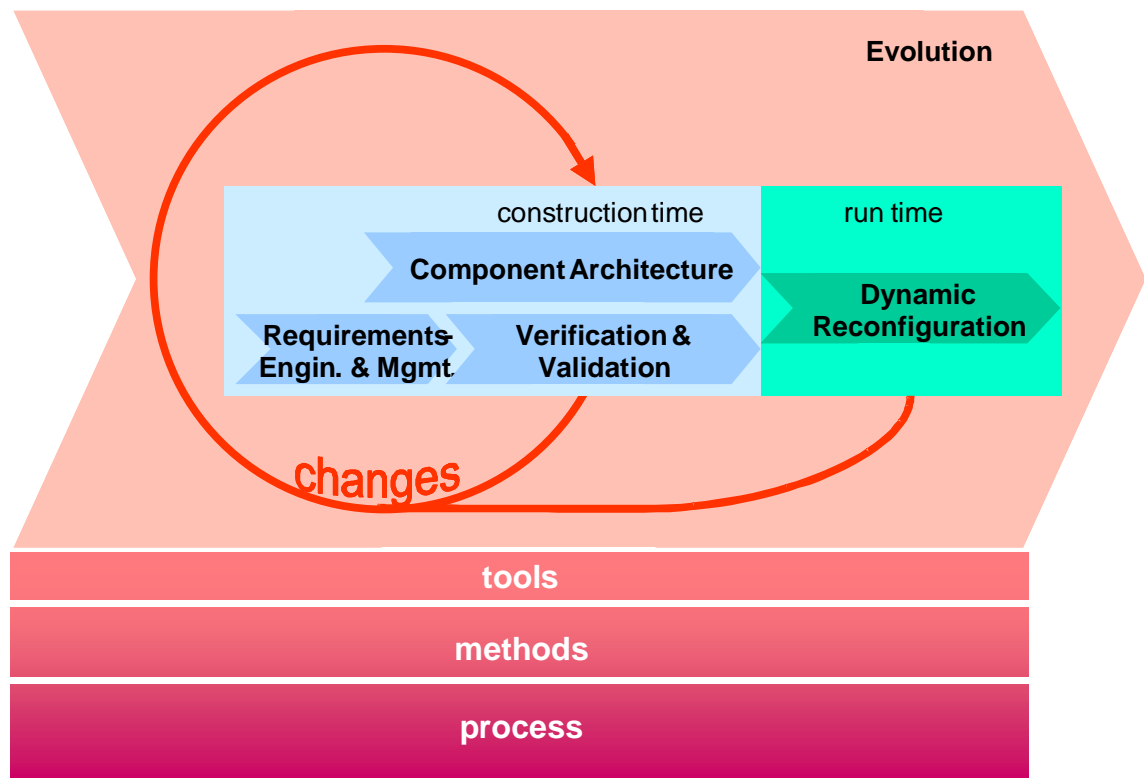 Evolution
construction time
run time
Component Architecture
Dynamic
Reconfiguration
Requirements-
Engin. & Mgmt.
Verification &
Validation
changes
tools
methods
process